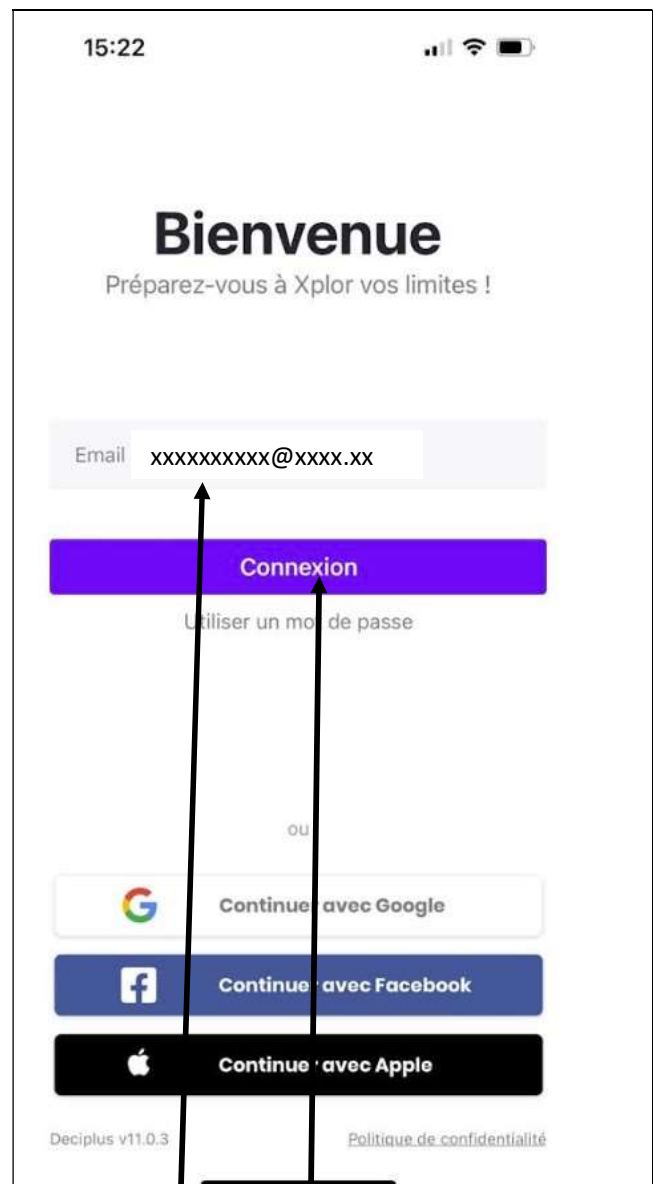 15:22
Bienvenue
Préparez-vous à Xplor vos limites !
Email xxxxxxxxxx@xxxx.xx
Connexion
Utiliser un mot de passe
ou
Continuer avec Google
Continuer avec Facebook
Continuer avec Apple
Deciplus v11.0.3 Politique de confidentialité